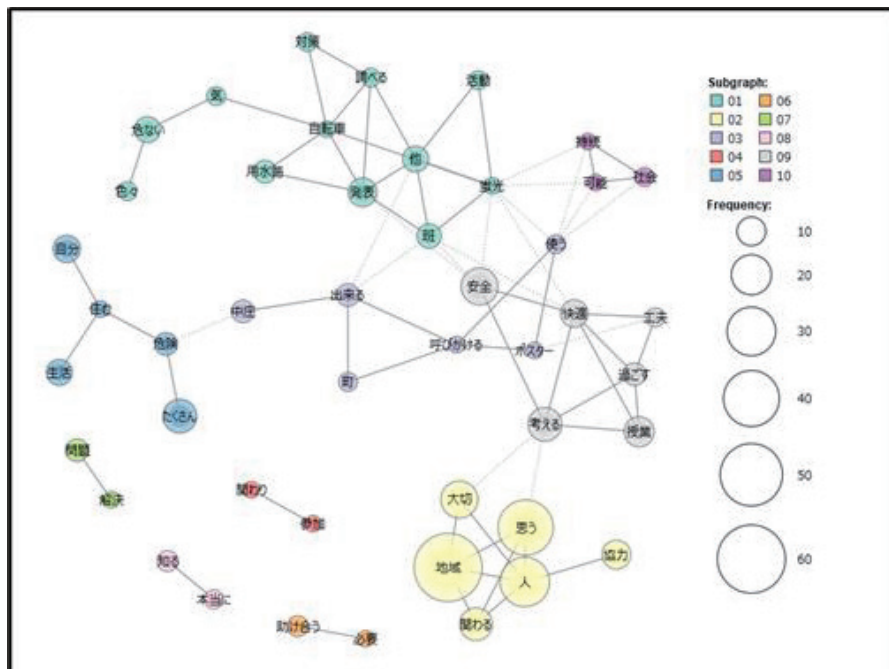 対策
調べる
活動
気
危ない
自転車
他
持続
用水路
発表
蛍光
可能
社会
色々
班
使う
自分
安全
出来る
住む
中庄
快適
工夫
危険
呼びかける
ポスター
生活
町
過ごす
たくさん
考える
授業
問題
関わり
大切
解決
参加
思う
知る
地域
人
協力
本当に
助け合う
関わる
必要
Subgraph:
01 06
02 07
03 08
04 09
05 10
Frequency:
10
20
30
40
50
60